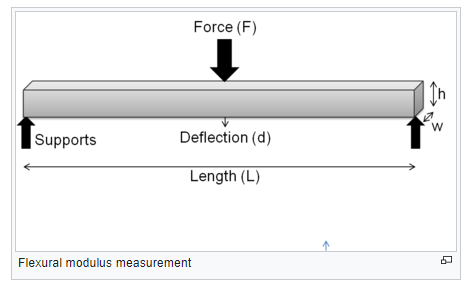 Force (F)
h
w
Supports
Deflection (d)
Length (L)
Flexural modulus measurement